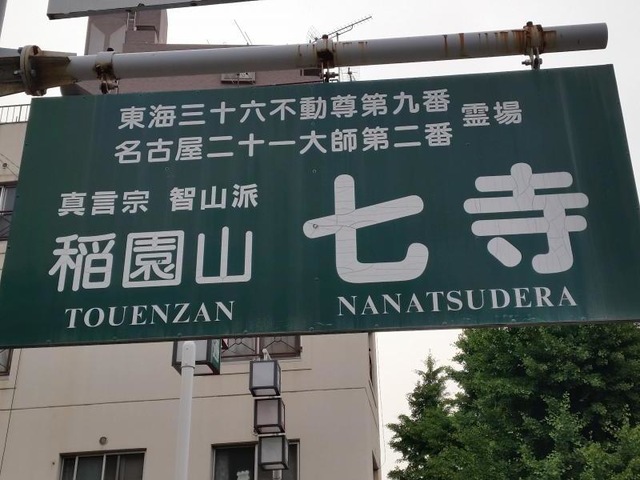 東海三十六不動尊第九番 霊場
名古屋二十一大師第二番
真言宗 智山派
稲園山 七寺
TOUENZAN NANATSUDERA